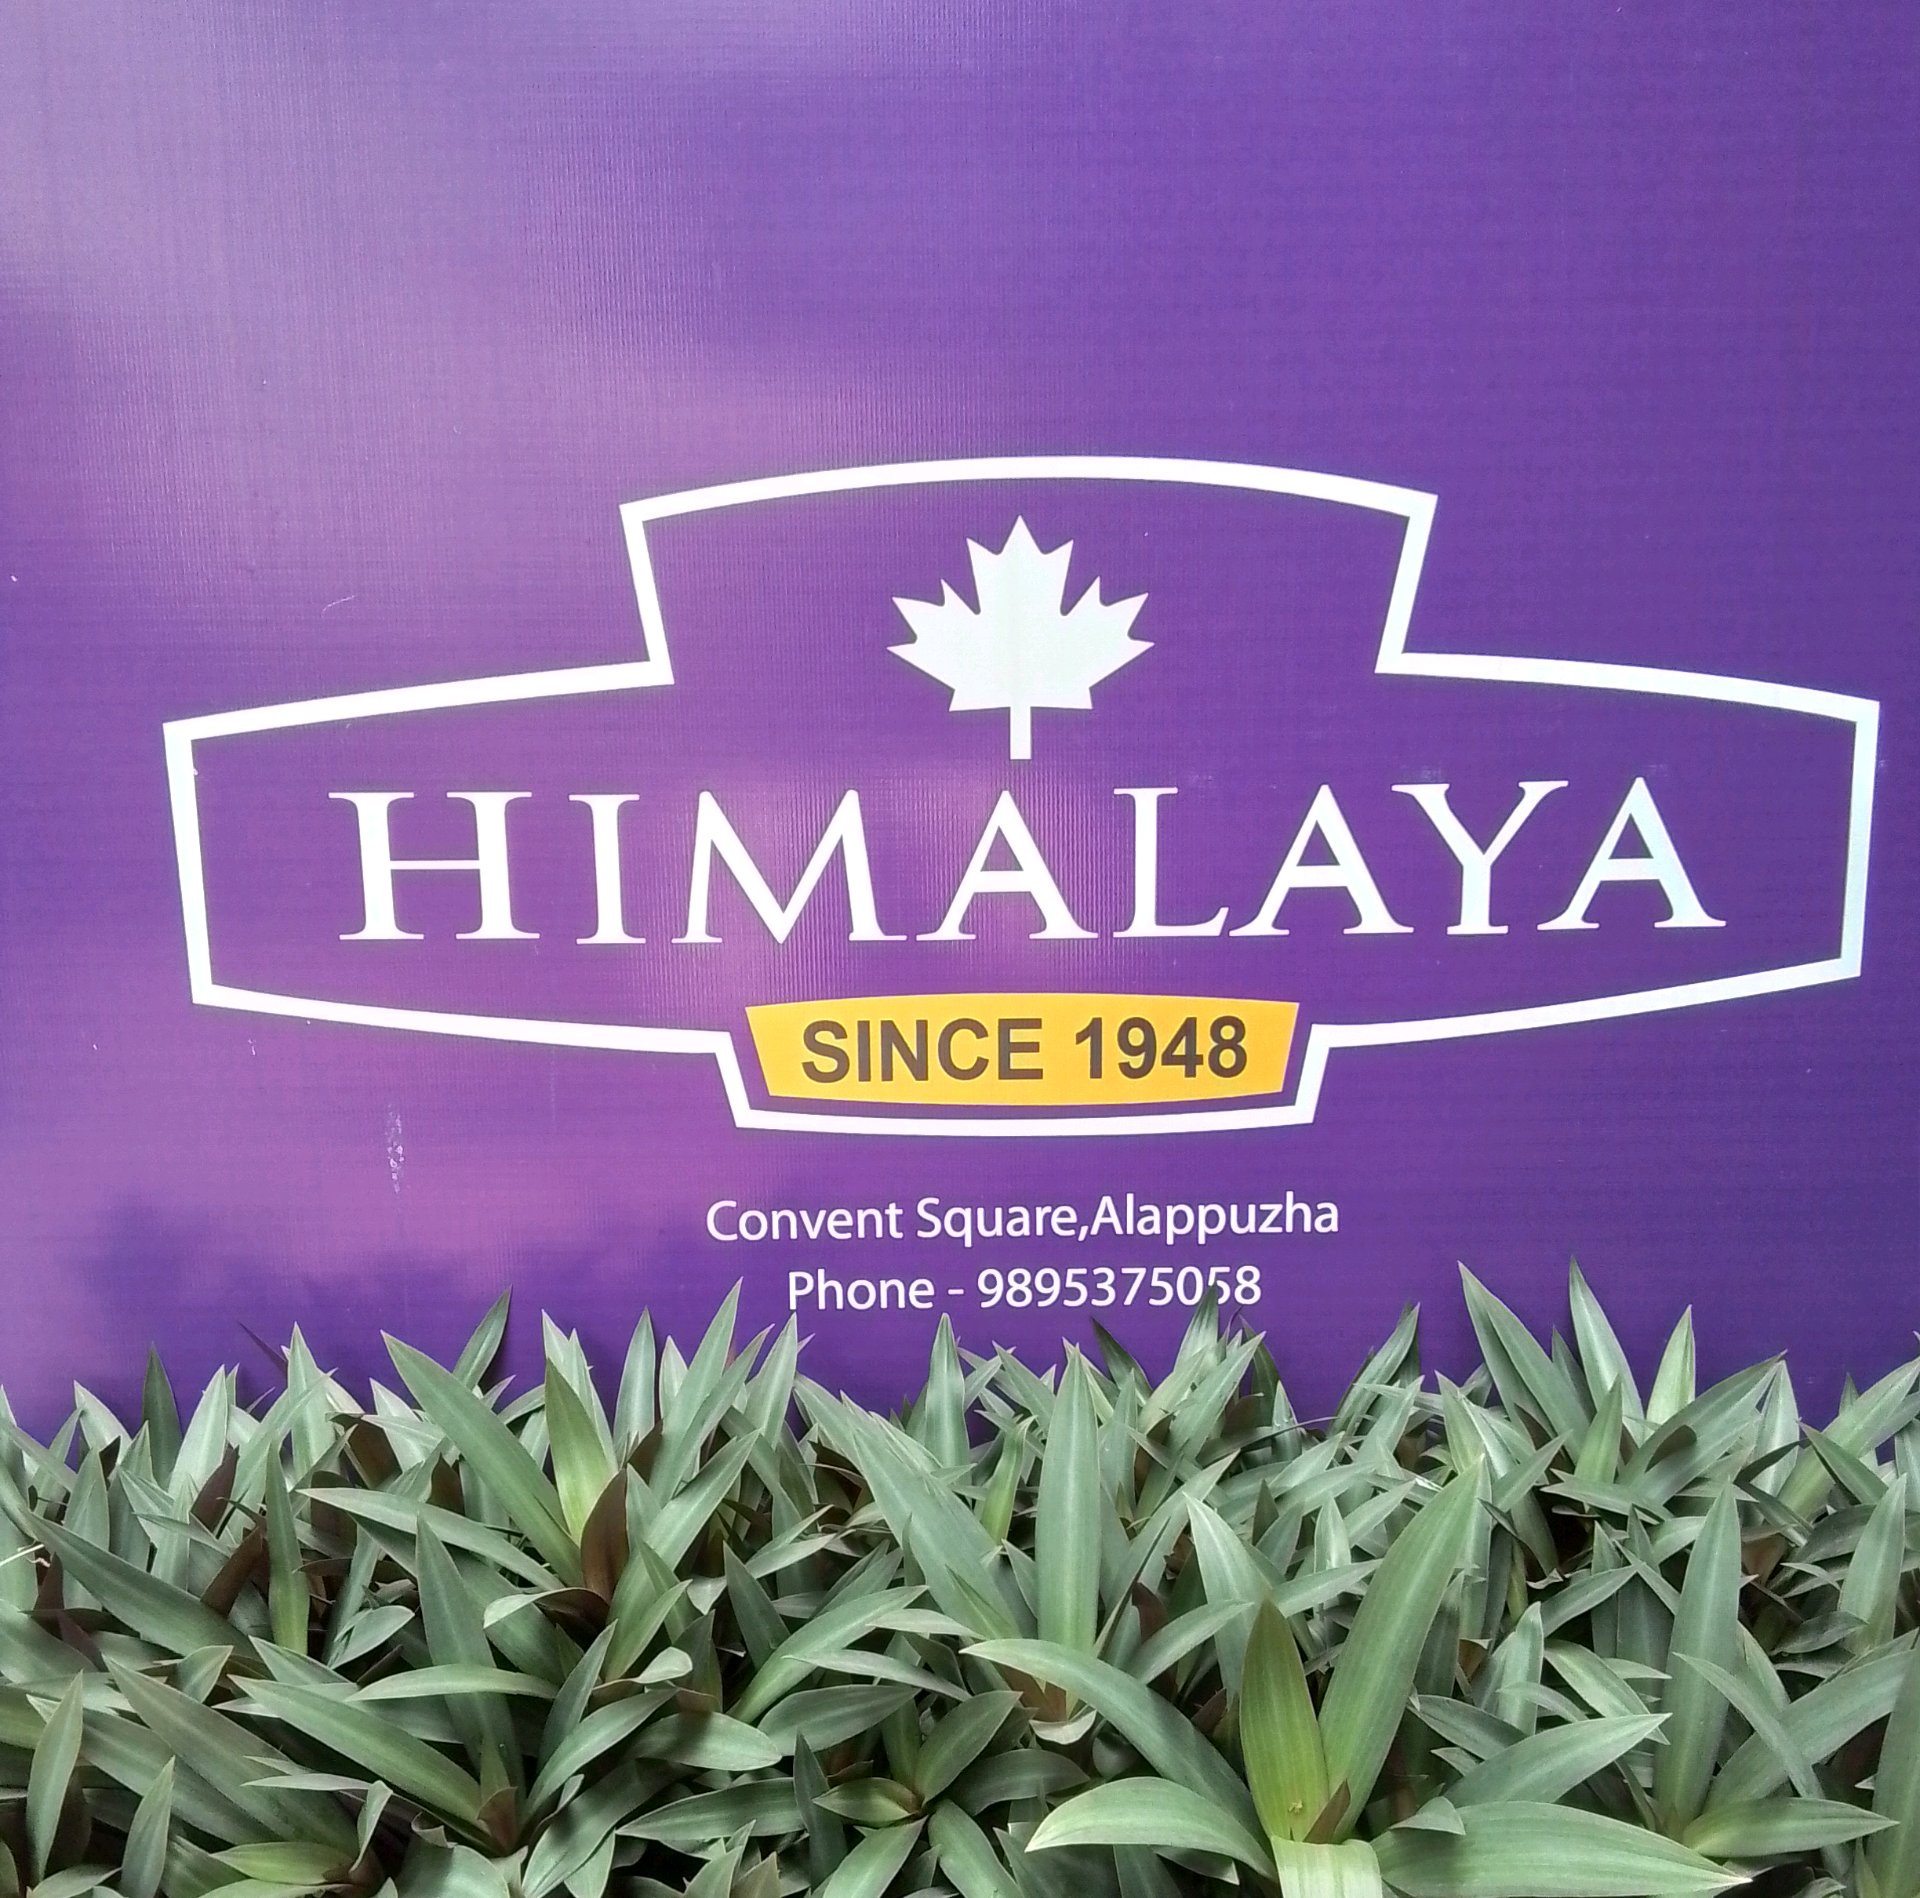 HIMALAYA
SINCE 1948
Convent Square,Alappuzha
Phone - 9895375058